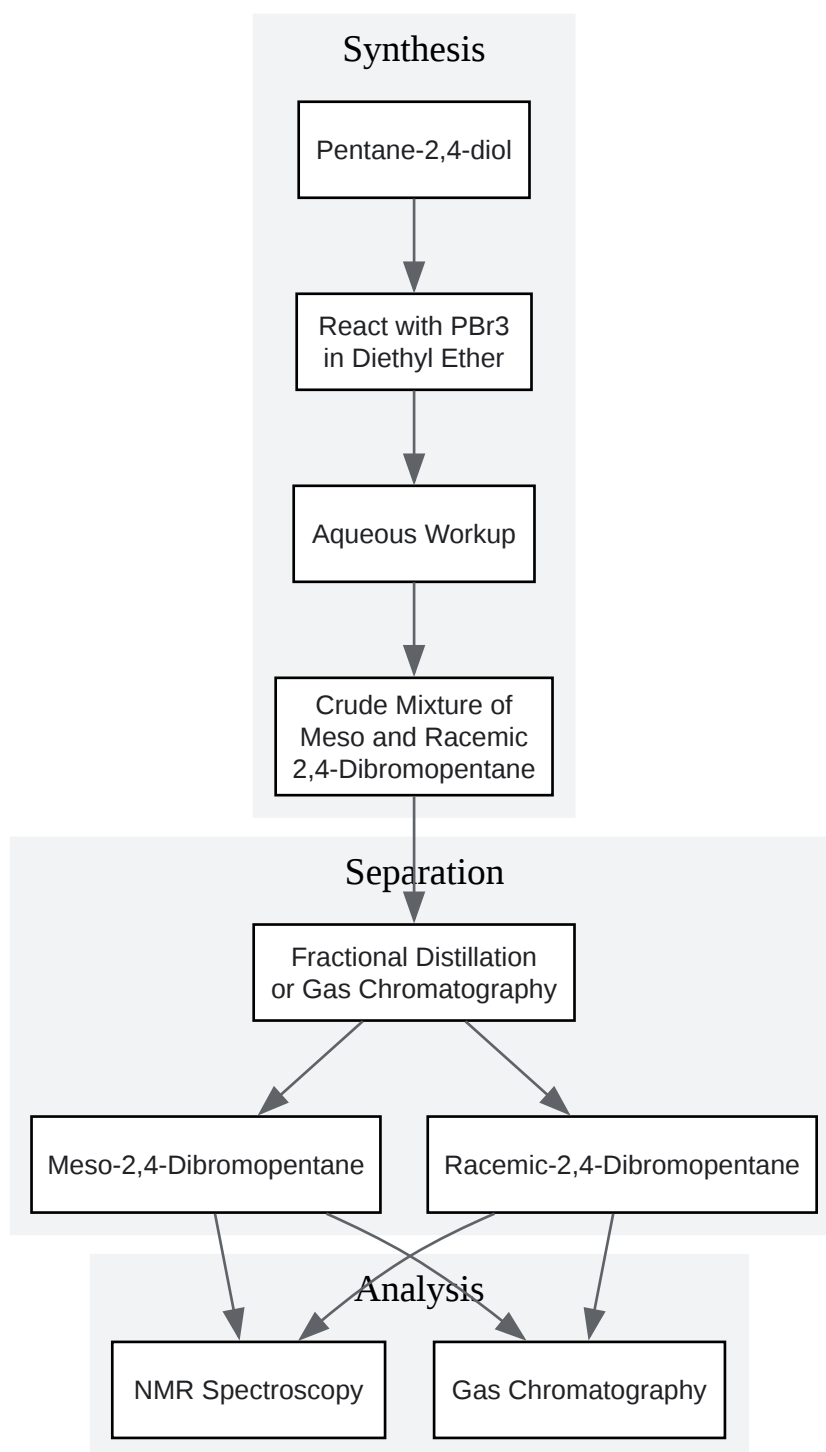 Synthesis
Pentane-2,4-diol
React with PBr3
in Diethyl Ether
Aqueous Workup
Crude Mixture of
Meso and Racemic
2,4-Dibromopentane
Separation
Fractional Distillation
or Gas Chromatography
Meso-2,4-Dibromopentane
Racemic-2,4-Dibromopentane
Analysis
NMR Spectroscopy
Gas Chromatography